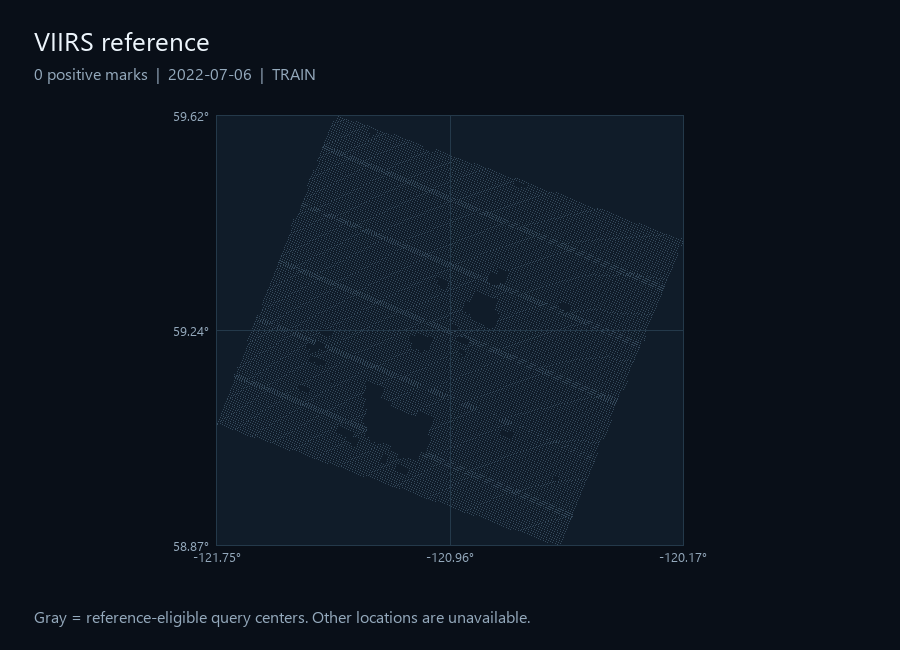 VIIRS reference
0 positive marks | 2022-07-06 | TRAIN
59.62°
59.24°
58.87°
-121.75°
-120.96°
-120.17°
Gray = reference-eligible query centers. Other locations are unavailable.